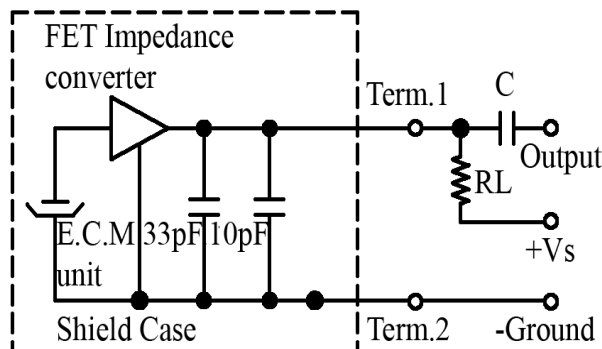 FET Impedance
converter
Term.1
C
Output
RL
+Vs
E.C.M 33pF 10pF
unit
Shield Case
Term.2
-Ground